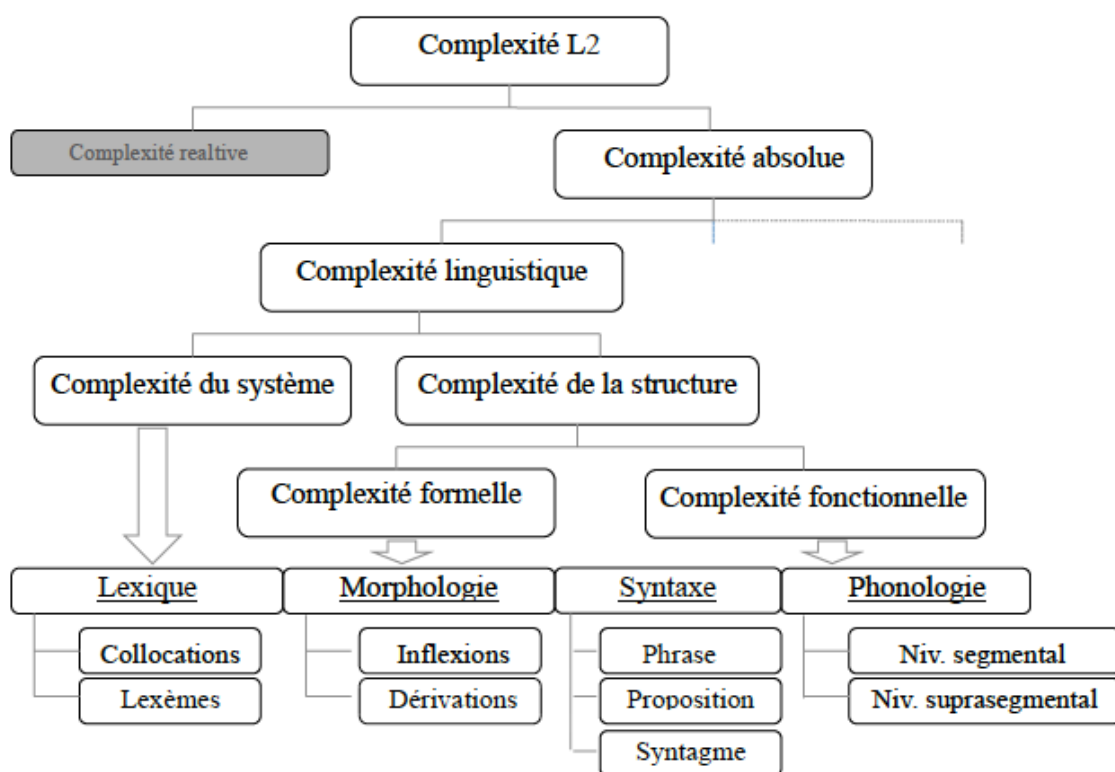 Complexité L2
Complexité realtive
Complexité absolue
Complexité linguistique
Complexité du système
Complexité de la structure
Complexité formelle
Complexité fonctionnelle
Lexique
Morphologie
Syntaxe
Phonologie
Collocations
Inflexions
Phrase
Niv. segmental
Lexèmes
Dérivations
Proposition
Niv. suprasegmental
Syntagme